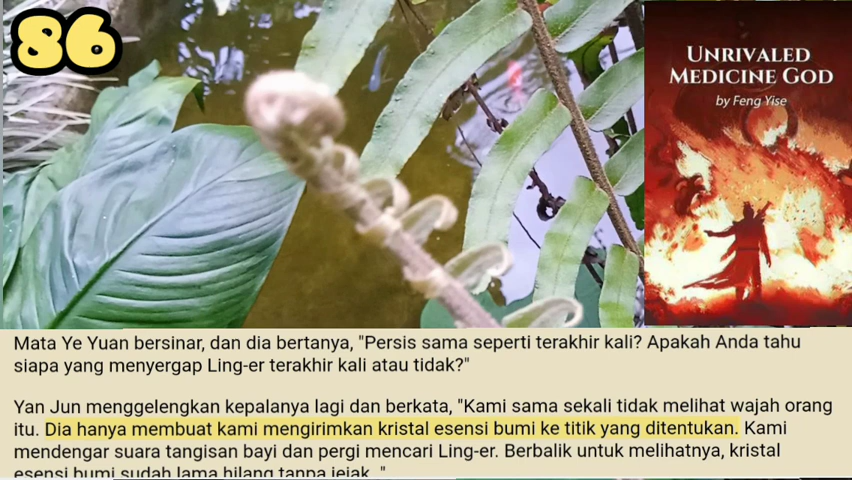 86
UNRIVALED
MEDICINE GOD
by Feng Yise
Mata Ye Yuan bersinar, dan dia bertanya, "Persis sama seperti terakhir kali? Apakah Anda tahu
siapa yang menyergap Ling-er terakhir kali atau tidak?"
Yan Jun menggelengkan kepalanya lagi dan berkata, "Kami sama sekali tidak melihat wajah orang
itu. Dia hanya membuat kami mengirimkan kristal esensi bumi ke titik yang ditentukan. Kami
mendengar suara tangisan bayi dan pergi mencari Ling-er. Berbalik untuk melihatnya, kristal
esensi bumi sudah lama hilang tanpa jejak. "